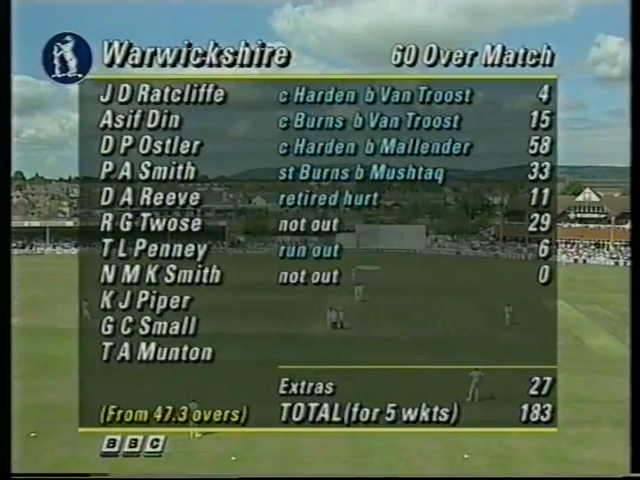 Warwickshire 60 Over Match
J D Ratcliffe c Harden b Van Troost 4
Asif Din c Burns b Van Troost 15
D P Ostler c Harden b Mallender 58
P A Smith st Burns b Mushtaq 33
D A Reeve retired hurt 11
R G Twose not out 29
T L Penney run out 6
N M K Smith not out 0
K J Piper
G C Small
T A Munton
Extras 27
(From 47.3 overs) TOTAL (for 5 wkts) 183
BBC